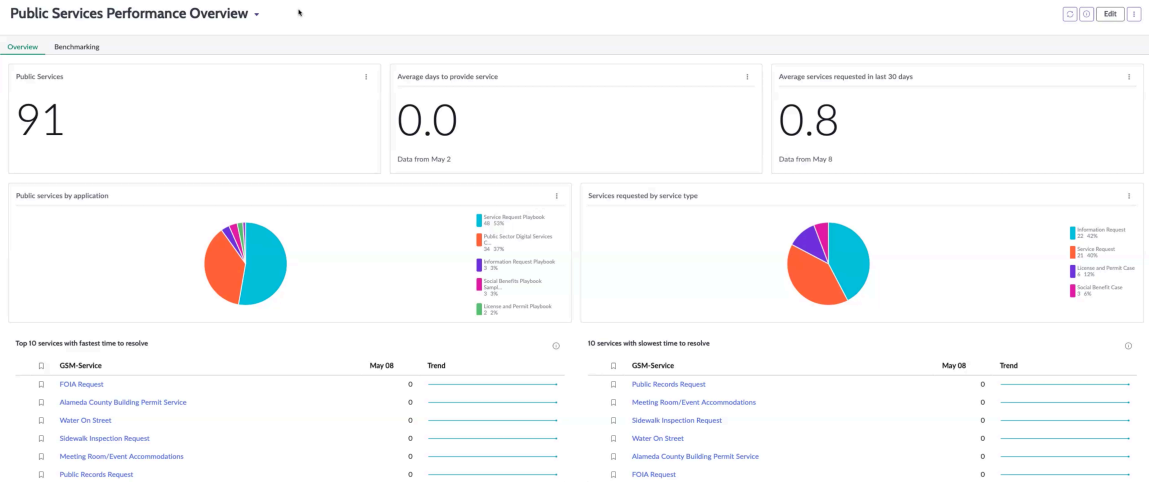 Public Services Performance Overview
Edit
Overview Benchmarking
Public Services
91
Average days to provide service
0.0
Data from May 2
Average services requested in last 30 days
0.8
Data from May 8
Public services by application
Service Request Playbook
48 53%
Public Sector Digital Services
C...
34 37%
Information Request Playbook
3 3%
Social Benefits Playbook
Sampl...
3 3%
License and Permit Playbook
2 2%
Services requested by service type
Information Request
22 42%
Service Request
21 40%
License and Permit Case
6 12%
Social Benefit Case
3 6%
Top 10 services with fastest time to resolve
GSM-Service May 08 Trend
FOIA Request 0
Alameda County Building Permit Service 0
Water On Street 0
Sidewalk Inspection Request 0
Meeting Room/Event Accommodations 0
Public Records Request 0
10 services with slowest time to resolve
GSM-Service May 08 Trend
Public Records Request 0
Meeting Room/Event Accommodations 0
Sidewalk Inspection Request 0
Water On Street 0
Alameda County Building Permit Service 0
FOIA Request 0